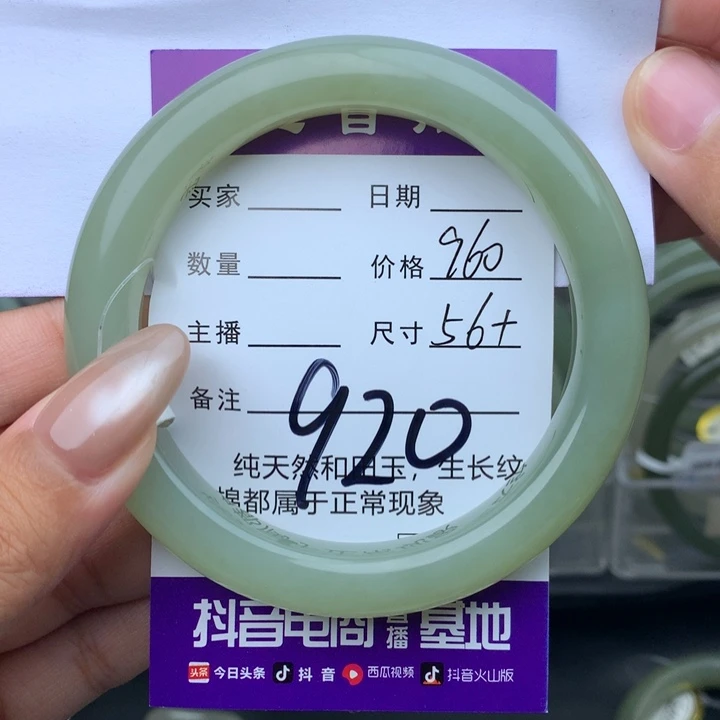 买家 日期
数量 价格 960
主播 尺寸 56+
备注 920
纯天然和田玉，生长纹
棉都属于正常现象
抖音电商直播基地
头条 今日头条 抖音 西瓜视频 抖音火山版